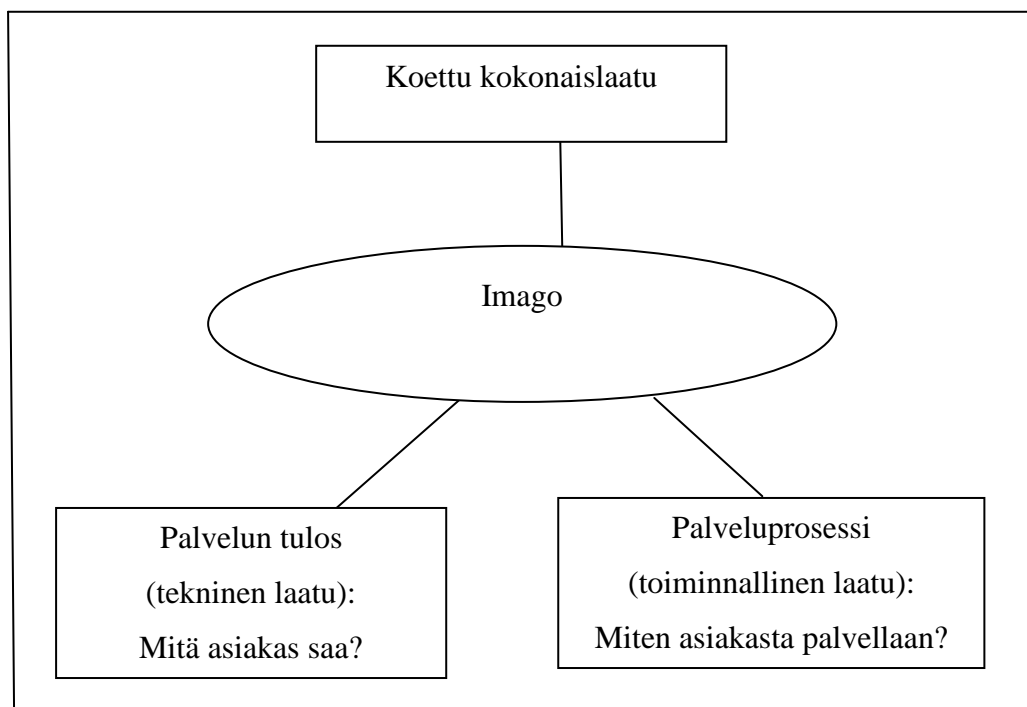 Koettu kokonaislaatu
Imago
Palvelun tulos
(tekninen laatu):
Mitä asiakas saa?
Palveluprosessi
(toiminnallinen laatu):
Miten asiakasta palvellaan?